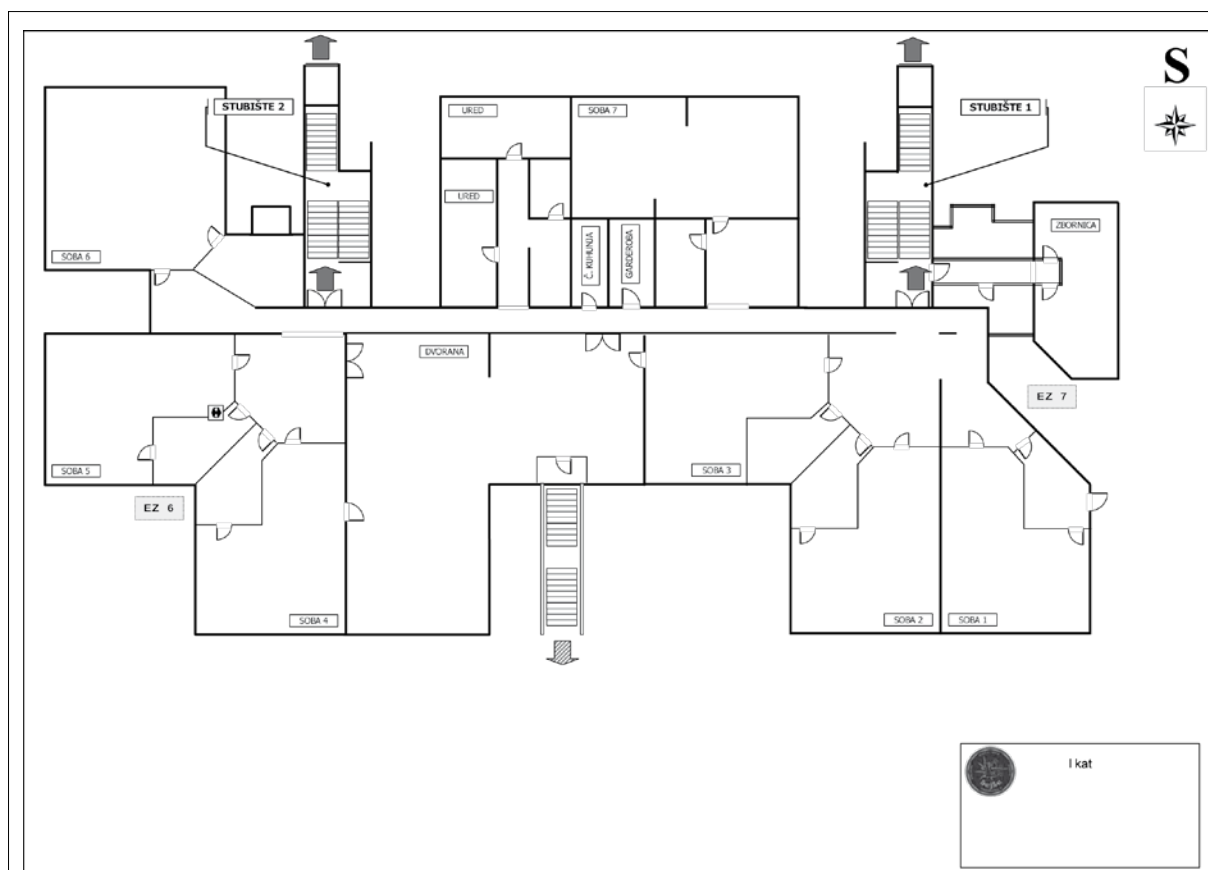 S
STUBIŠTE 2
STUBIŠTE 1
URED
SOBA 7
URED
ZBORNICA
SOBA 6
Č. KUHUNJA
GARDEROBA
DVORANA
EZ 7
SOBA 5
SOBA 3
EZ 6
SOBA 4
SOBA 2
SOBA 1
I kat